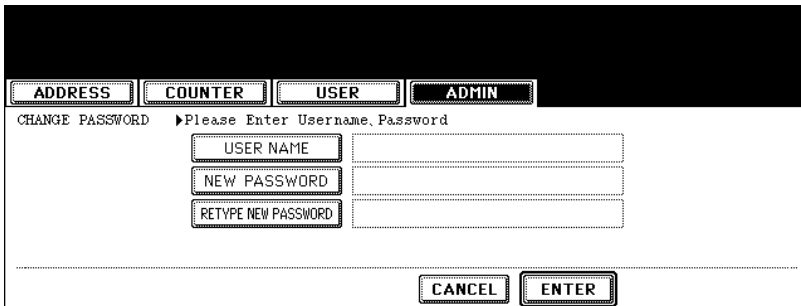 ADDRESS COUNTER USER ADMIN
CHANGE PASSWORD ▶Please Enter Username, Password
USER NAME
NEW PASSWORD
RETYPE NEW PASSWORD
CANCEL ENTER